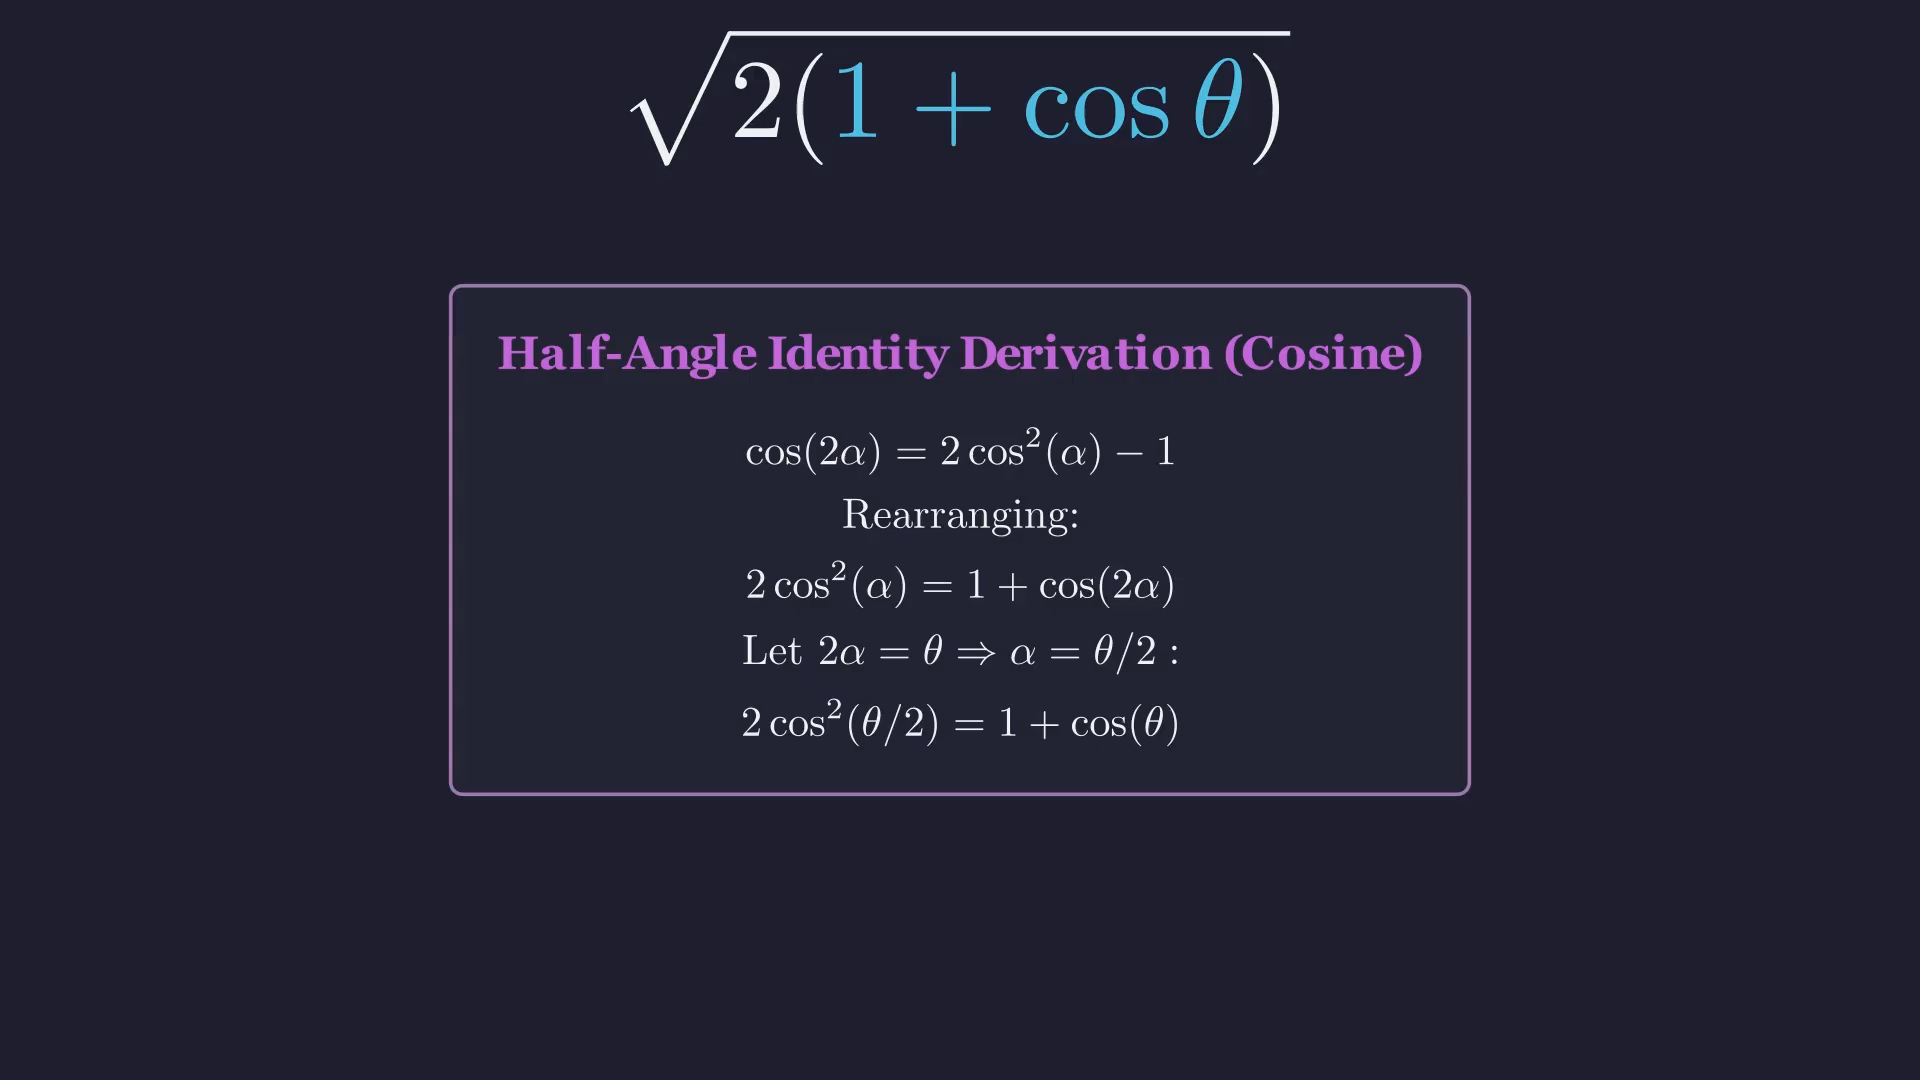 √2(1 + cos θ)
Half-Angle Identity Derivation (Cosine)
cos(2α) = 2 cos²(α) − 1
Rearranging:
2 cos²(α) = 1 + cos(2α)
Let 2α = θ ⇒ α = θ/2 :
2 cos²(θ/2) = 1 + cos(θ)